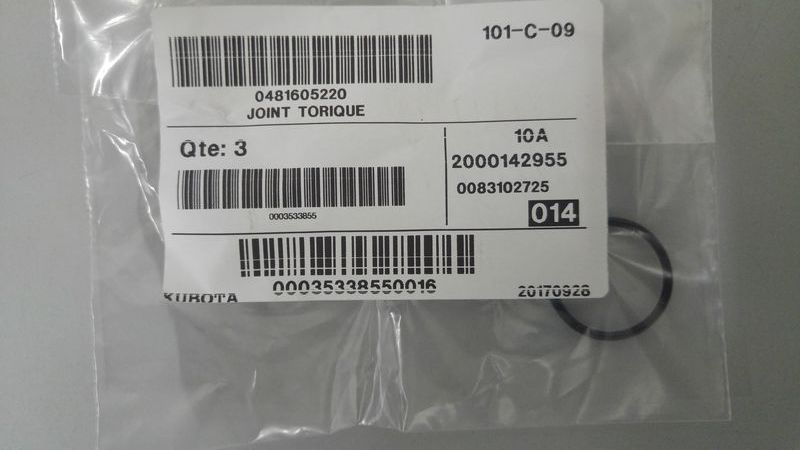 101-C-09
0481605220
JOINT TORIQUE
Qte: 3
0003533855
10A
2000142955
0083102725
014
00035338550016
KUBOTA
20170928